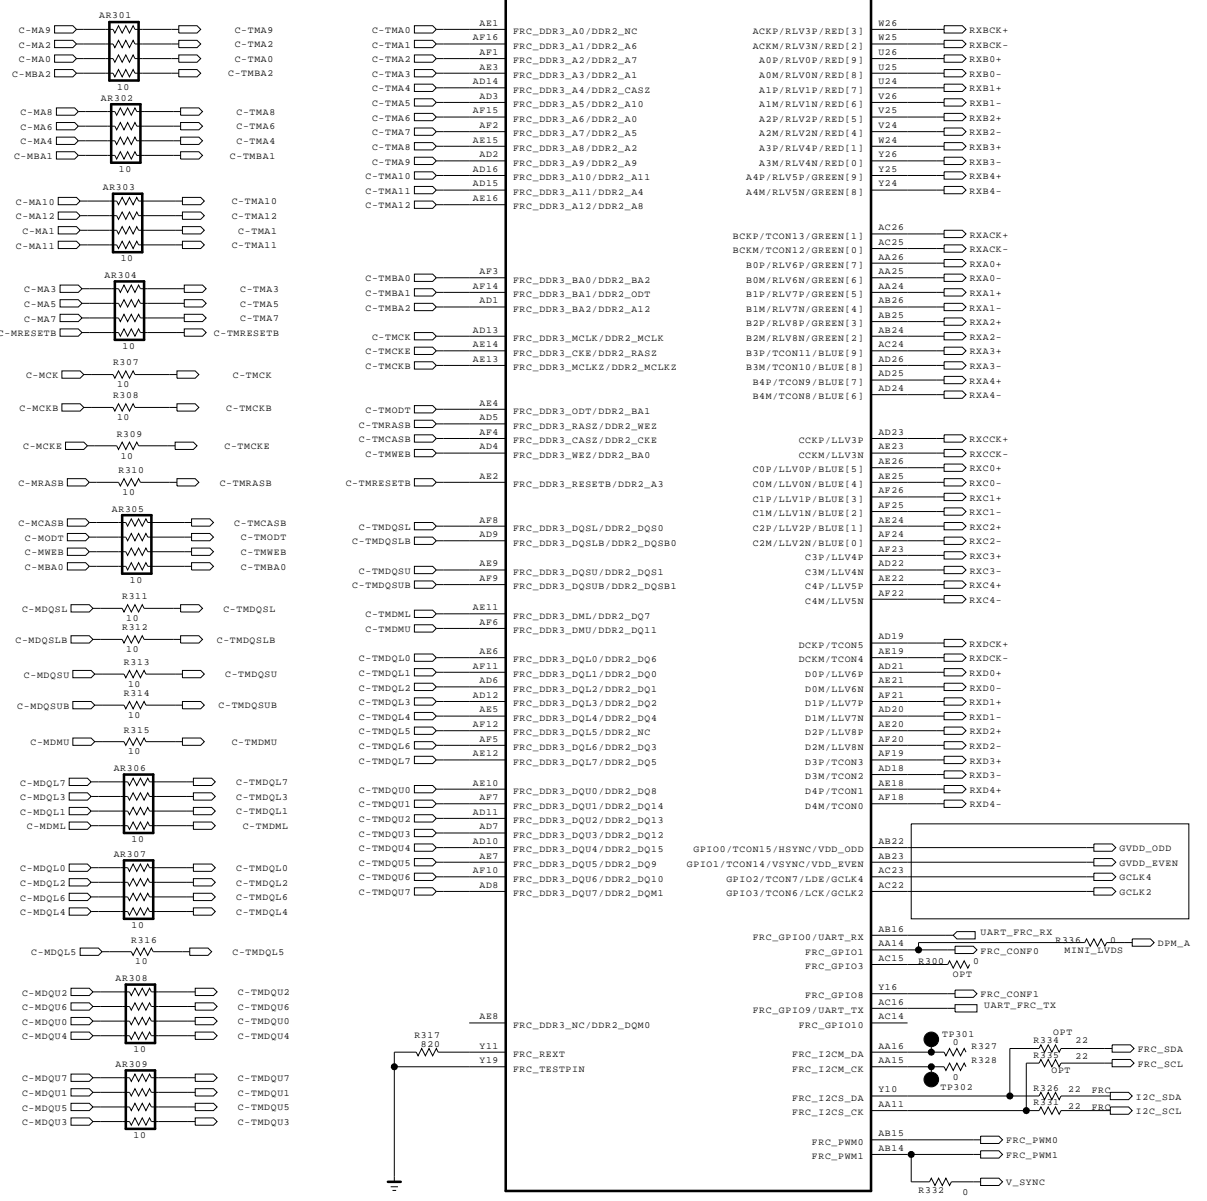 AR301
C-MA9 C-TMA9
C-MA2 C-TMA2
C-MA0 C-TMA0
C-MBA2 C-TMBA2
10
AR302
C-MA8 C-TMA8
C-MA6 C-TMA6
C-MA4 C-TMA4
C-MBA1 C-TMBA1
10
AR303
C-MA10 C-TMA10
C-MA12 C-TMA12
C-MA1 C-TMA1
C-MA11 C-TMA11
10
AR304
C-MA3 C-TMA3
C-MA5 C-TMA5
C-MA7 C-TMA7
C-MRESETB C-TMRESETB
10
R307
C-MCK C-TMCK
10
R308
C-MCKB C-TMCKB
10
R309
C-MCKE C-TMCKE
10
R310
C-MRASB C-TMRASB
10
AR305
C-MCASB C-TMCASB
C-MODT C-TMODT
C-MWEB C-TMWEB
C-MBA0 C-TMBA0
10
R311
C-MDQSL C-TMDQSL
10
R312
C-MDQSLB C-TMDQSLB
10
R313
C-MDQSU C-TMDQSU
10
R314
C-MDQSUB C-TMDQSUB
10
R315
C-MDMU C-TMDMU
10
AR306
C-MDQL7 C-TMDQL7
C-MDQL3 C-TMDQL3
C-MDQL1 C-TMDQL1
C-MDML C-TMDML
10
AR307
C-MDQL0 C-TMDQL0
C-MDQL2 C-TMDQL2
C-MDQL6 C-TMDQL6
C-MDQL4 C-TMDQL4
10
R316
C-MDQL5 C-TMDQL5
10
AR308
C-MDQU2 C-TMDQU2
C-MDQU6 C-TMDQU6
C-MDQU0 C-TMDQU0
C-MDQU4 C-TMDQU4
10
AR309
C-MDQU7 C-TMDQU7
C-MDQU1 C-TMDQU1
C-MDQU5 C-TMDQU5
C-MDQU3 C-TMDQU3
10
C-TMA0 AE1 FRC_DDR3_A0/DDR2_NC
C-TMA1 AF16 FRC_DDR3_A1/DDR2_A6
C-TMA2 AF1 FRC_DDR3_A2/DDR2_A7
C-TMA3 AE3 FRC_DDR3_A3/DDR2_A1
C-TMA4 AD14 FRC_DDR3_A4/DDR2_CASZ
C-TMA5 AD3 FRC_DDR3_A5/DDR2_A10
C-TMA6 AF15 FRC_DDR3_A6/DDR2_A0
C-TMA7 AF2 FRC_DDR3_A7/DDR2_A5
C-TMA8 AE15 FRC_DDR3_A8/DDR2_A2
C-TMA9 AD2 FRC_DDR3_A9/DDR2_A9
C-TMA10 AD16 FRC_DDR3_A10/DDR2_A11
C-TMA11 AD15 FRC_DDR3_A11/DDR2_A4
C-TMA12 AE16 FRC_DDR3_A12/DDR2_A8
C-TMBA0 AF3 FRC_DDR3_BA0/DDR2_BA2
C-TMBA1 AF14 FRC_DDR3_BA1/DDR2_ODT
C-TMBA2 AD1 FRC_DDR3_BA2/DDR2_A12
C-TMCK AD13 FRC_DDR3_MCLK/DDR2_MCLK
C-TMCKE AE14 FRC_DDR3_CKE/DDR2_RASZ
C-TMCKB AE13 FRC_DDR3_MCLKZ/DDR2_MCLKZ
C-TMODT AE4 FRC_DDR3_ODT/DDR2_BA1
C-TMRASB AD5 FRC_DDR3_RASZ/DDR2_WEZ
C-TMCASB AF4 FRC_DDR3_CASZ/DDR2_CKE
C-TMWEB AD4 FRC_DDR3_WEZ/DDR2_BA0
C-TMRESETB AE2 FRC_DDR3_RESETB/DDR2_A3
C-TMDQSL AF8 FRC_DDR3_DQSL/DDR2_DQS0
C-TMDQSLB AD9 FRC_DDR3_DQSLB/DDR2_DQSB0
C-TMDQSU AE9 FRC_DDR3_DQSU/DDR2_DQS1
C-TMDQSUB AF9 FRC_DDR3_DQSUB/DDR2_DQSB1
C-TMDML AE11 FRC_DDR3_DML/DDR2_DQ7
C-TMDMU AF6 FRC_DDR3_DMU/DDR2_DQ11
C-TMDQL0 AE6 FRC_DDR3_DQL0/DDR2_DQ6
C-TMDQL1 AF11 FRC_DDR3_DQL1/DDR2_DQ0
C-TMDQL2 AD6 FRC_DDR3_DQL2/DDR2_DQ1
C-TMDQL3 AD12 FRC_DDR3_DQL3/DDR2_DQ2
C-TMDQL4 AE5 FRC_DDR3_DQL4/DDR2_DQ4
C-TMDQL5 AF12 FRC_DDR3_DQL5/DDR2_NC
C-TMDQL6 AF5 FRC_DDR3_DQL6/DDR2_DQ3
C-TMDQL7 AE12 FRC_DDR3_DQL7/DDR2_DQ5
C-TMDQU0 AE10 FRC_DDR3_DQU0/DDR2_DQ8
C-TMDQU1 AF7 FRC_DDR3_DQU1/DDR2_DQ14
C-TMDQU2 AD11 FRC_DDR3_DQU2/DDR2_DQ13
C-TMDQU3 AD7 FRC_DDR3_DQU3/DDR2_DQ12
C-TMDQU4 AD10 FRC_DDR3_DQU4/DDR2_DQ15
C-TMDQU5 AE7 FRC_DDR3_DQU5/DDR2_DQ9
C-TMDQU6 AF10 FRC_DDR3_DQU6/DDR2_DQ10
C-TMDQU7 AD8 FRC_DDR3_DQU7/DDR2_DQM1
AE8 FRC_DDR3_NC/DDR2_DQM0
R317
820 Y11 FRC_REXT
Y19 FRC_TESTPIN
ACKP/RLV3P/RED[3] W26 RXBCK+
ACKM/RLV3N/RED[2] W25 RXBCK-
A0P/RLV0P/RED[9] U26 RXB0+
A0M/RLV0N/RED[8] U25 RXB0-
A1P/RLV1P/RED[7] U24 RXB1+
A1M/RLV1N/RED[6] V26 RXB1-
A2P/RLV2P/RED[5] V25 RXB2+
A2M/RLV2N/RED[4] V24 RXB2-
A3P/RLV4P/RED[1] W24 RXB3+
A3M/RLV4N/RED[0] Y26 RXB3-
A4P/RLV5P/GREEN[9] Y25 RXB4+
A4M/RLV5N/GREEN[8] Y24 RXB4-
BCKP/TCON13/GREEN[1] AC26 RXACK+
BCKM/TCON12/GREEN[0] AC25 RXACK-
B0P/RLV6P/GREEN[7] AA26 RXA0+
B0M/RLV6N/GREEN[6] AA25 RXA0-
B1P/RLV7P/GREEN[5] AA24 RXA1+
B1M/RLV7N/GREEN[4] AB26 RXA1-
B2P/RLV8P/GREEN[3] AB25 RXA2+
B2M/RLV8N/GREEN[2] AB24 RXA2-
B3P/TCON11/BLUE[9] AC24 RXA3+
B3M/TCON10/BLUE[8] AD26 RXA3-
B4P/TCON9/BLUE[7] AD25 RXA4+
B4M/TCON8/BLUE[6] AD24 RXA4-
CCKP/LLV3P AD23 RXCCK+
CCKM/LLV3N AE23 RXCCK-
C0P/LLV0P/BLUE[5] AE26 RXC0+
C0M/LLV0N/BLUE[4] AE25 RXC0-
C1P/LLV1P/BLUE[3] AF26 RXC1+
C1M/LLV1N/BLUE[2] AF25 RXC1-
C2P/LLV2P/BLUE[1] AE24 RXC2+
C2M/LLV2N/BLUE[0] AF24 RXC2-
C3P/LLV4P AF23 RXC3+
C3M/LLV4N AD22 RXC3-
C4P/LLV5P AE22 RXC4+
C4M/LLV5N AF22 RXC4-
DCKP/TCON5 AD19 RXDCK+
DCKM/TCON4 AE19 RXDCK-
D0P/LLV6P AD21 RXD0+
D0M/LLV6N AE21 RXD0-
D1P/LLV7P AF21 RXD1+
D1M/LLV7N AD20 RXD1-
D2P/LLV8P AE20 RXD2+
D2M/LLV8N AF20 RXD2-
D3P/TCON3 AF19 RXD3+
D3M/TCON2 AD18 RXD3-
D4P/TCON1 AE18 RXD4+
D4M/TCON0 AF18 RXD4-
GPIO0/TCON15/HSYNC/VDD_ODD AB22 GVDD_ODD
GPIO1/TCON14/VSYNC/VDD_EVEN AB23 GVDD_EVEN
GPIO2/TCON7/LDE/GCLK4 AC23 GCLK4
GPIO3/TCON6/LCK/GCLK2 AC22 GCLK2
FRC_GPIO0/UART_RX AB16 UART_FRC_RX
R336 0 DPM_A
MINI_LVDS
FRC_GPIO1 AA14 FRC_CONF0
FRC_GPIO3 AC15 R300 0
OPT
FRC_GPIO8 Y16 FRC_CONF1
FRC_GPIO9/UART_TX AC16 UART_FRC_TX
FRC_GPIO10 AC14
TP301
FRC_I2CM_DA AA16 0 R327
FRC_I2CM_CK AA15 R328
0
TP302
OPT
R334 22 FRC_SDA
R335 22 FRC_SCL
OPT
FRC_I2CS_DA Y10 R326 22 FRC I2C_SDA
FRC_I2CS_CK AA11 R331 22 FRC I2C_SCL
FRC_PWM0 AB15 FRC_PWM0
FRC_PWM1 AB14 FRC_PWM1
R332 0 V_SYNC